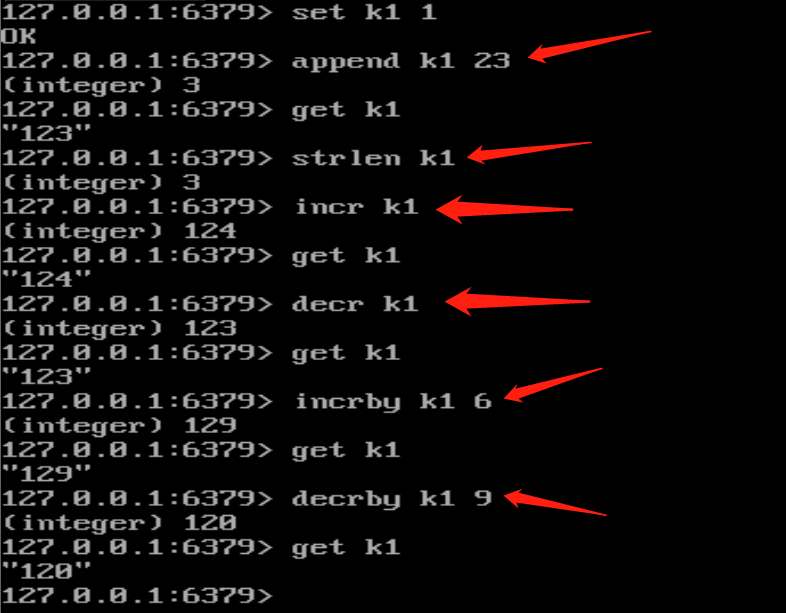 127.0.0.1:6379> set k1 1
OK
127.0.0.1:6379> append k1 23
(integer) 3
127.0.0.1:6379> get k1
"123"
127.0.0.1:6379> strlen k1
(integer) 3
127.0.0.1:6379> incr k1
(integer) 124
127.0.0.1:6379> get k1
"124"
127.0.0.1:6379> decr k1
(integer) 123
127.0.0.1:6379> get k1
"123"
127.0.0.1:6379> incrby k1 6
(integer) 129
127.0.0.1:6379> get k1
"129"
127.0.0.1:6379> decrby k1 9
(integer) 120
127.0.0.1:6379> get k1
"120"
127.0.0.1:6379>